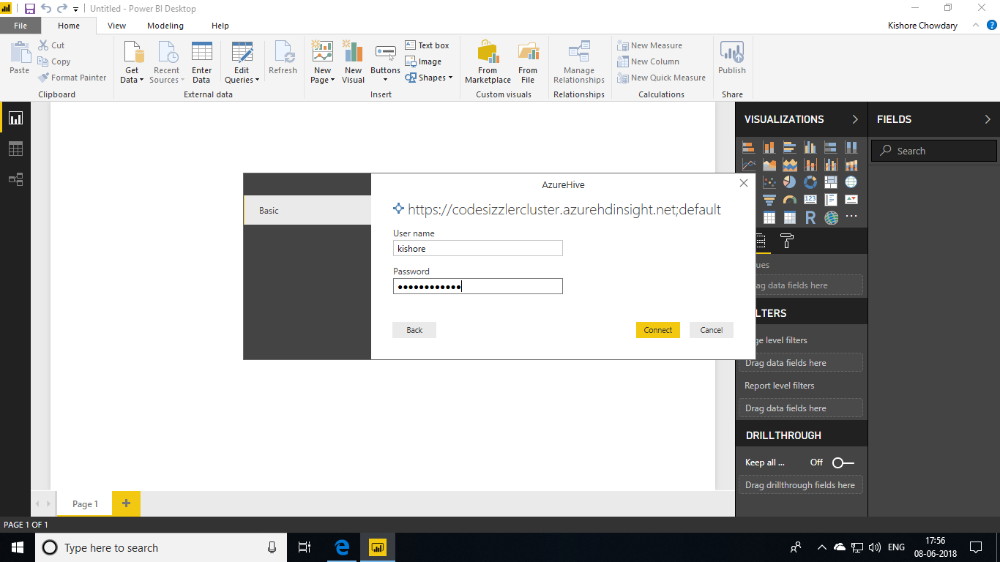 Untitled - Power BI Desktop
File Home View Modeling Help Kishore Chowdary ?
Paste
Cut
Copy
Format Painter
Clipboard
Get Data
Recent Sources
Enter Data
Edit Queries
Refresh
External data
New Page
New Visual
Buttons
Text box
Image
Shapes
Insert
From Marketplace
From File
Custom visuals
Manage Relationships
Relationships
New Measure
New Column
New Quick Measure
Calculations
Publish
Share
AzureHive
Basic
https://codesizzlercluster.azurehdinsight.net;default
User name
kishore
Password
●●●●●●●●●●●●
Back
Connect
Cancel
VISUALIZATIONS
123
R
ues
ag data fields here
LTERS
ge level filters
Drag data fields here
Report level filters
Drag data fields here
DRILLTHROUGH
Keep all ... Off
Drag drillthrough fields here
FIELDS
Search
Page 1
PAGE 1 OF 1
Type here to search
ENG
17:56
08-06-2018